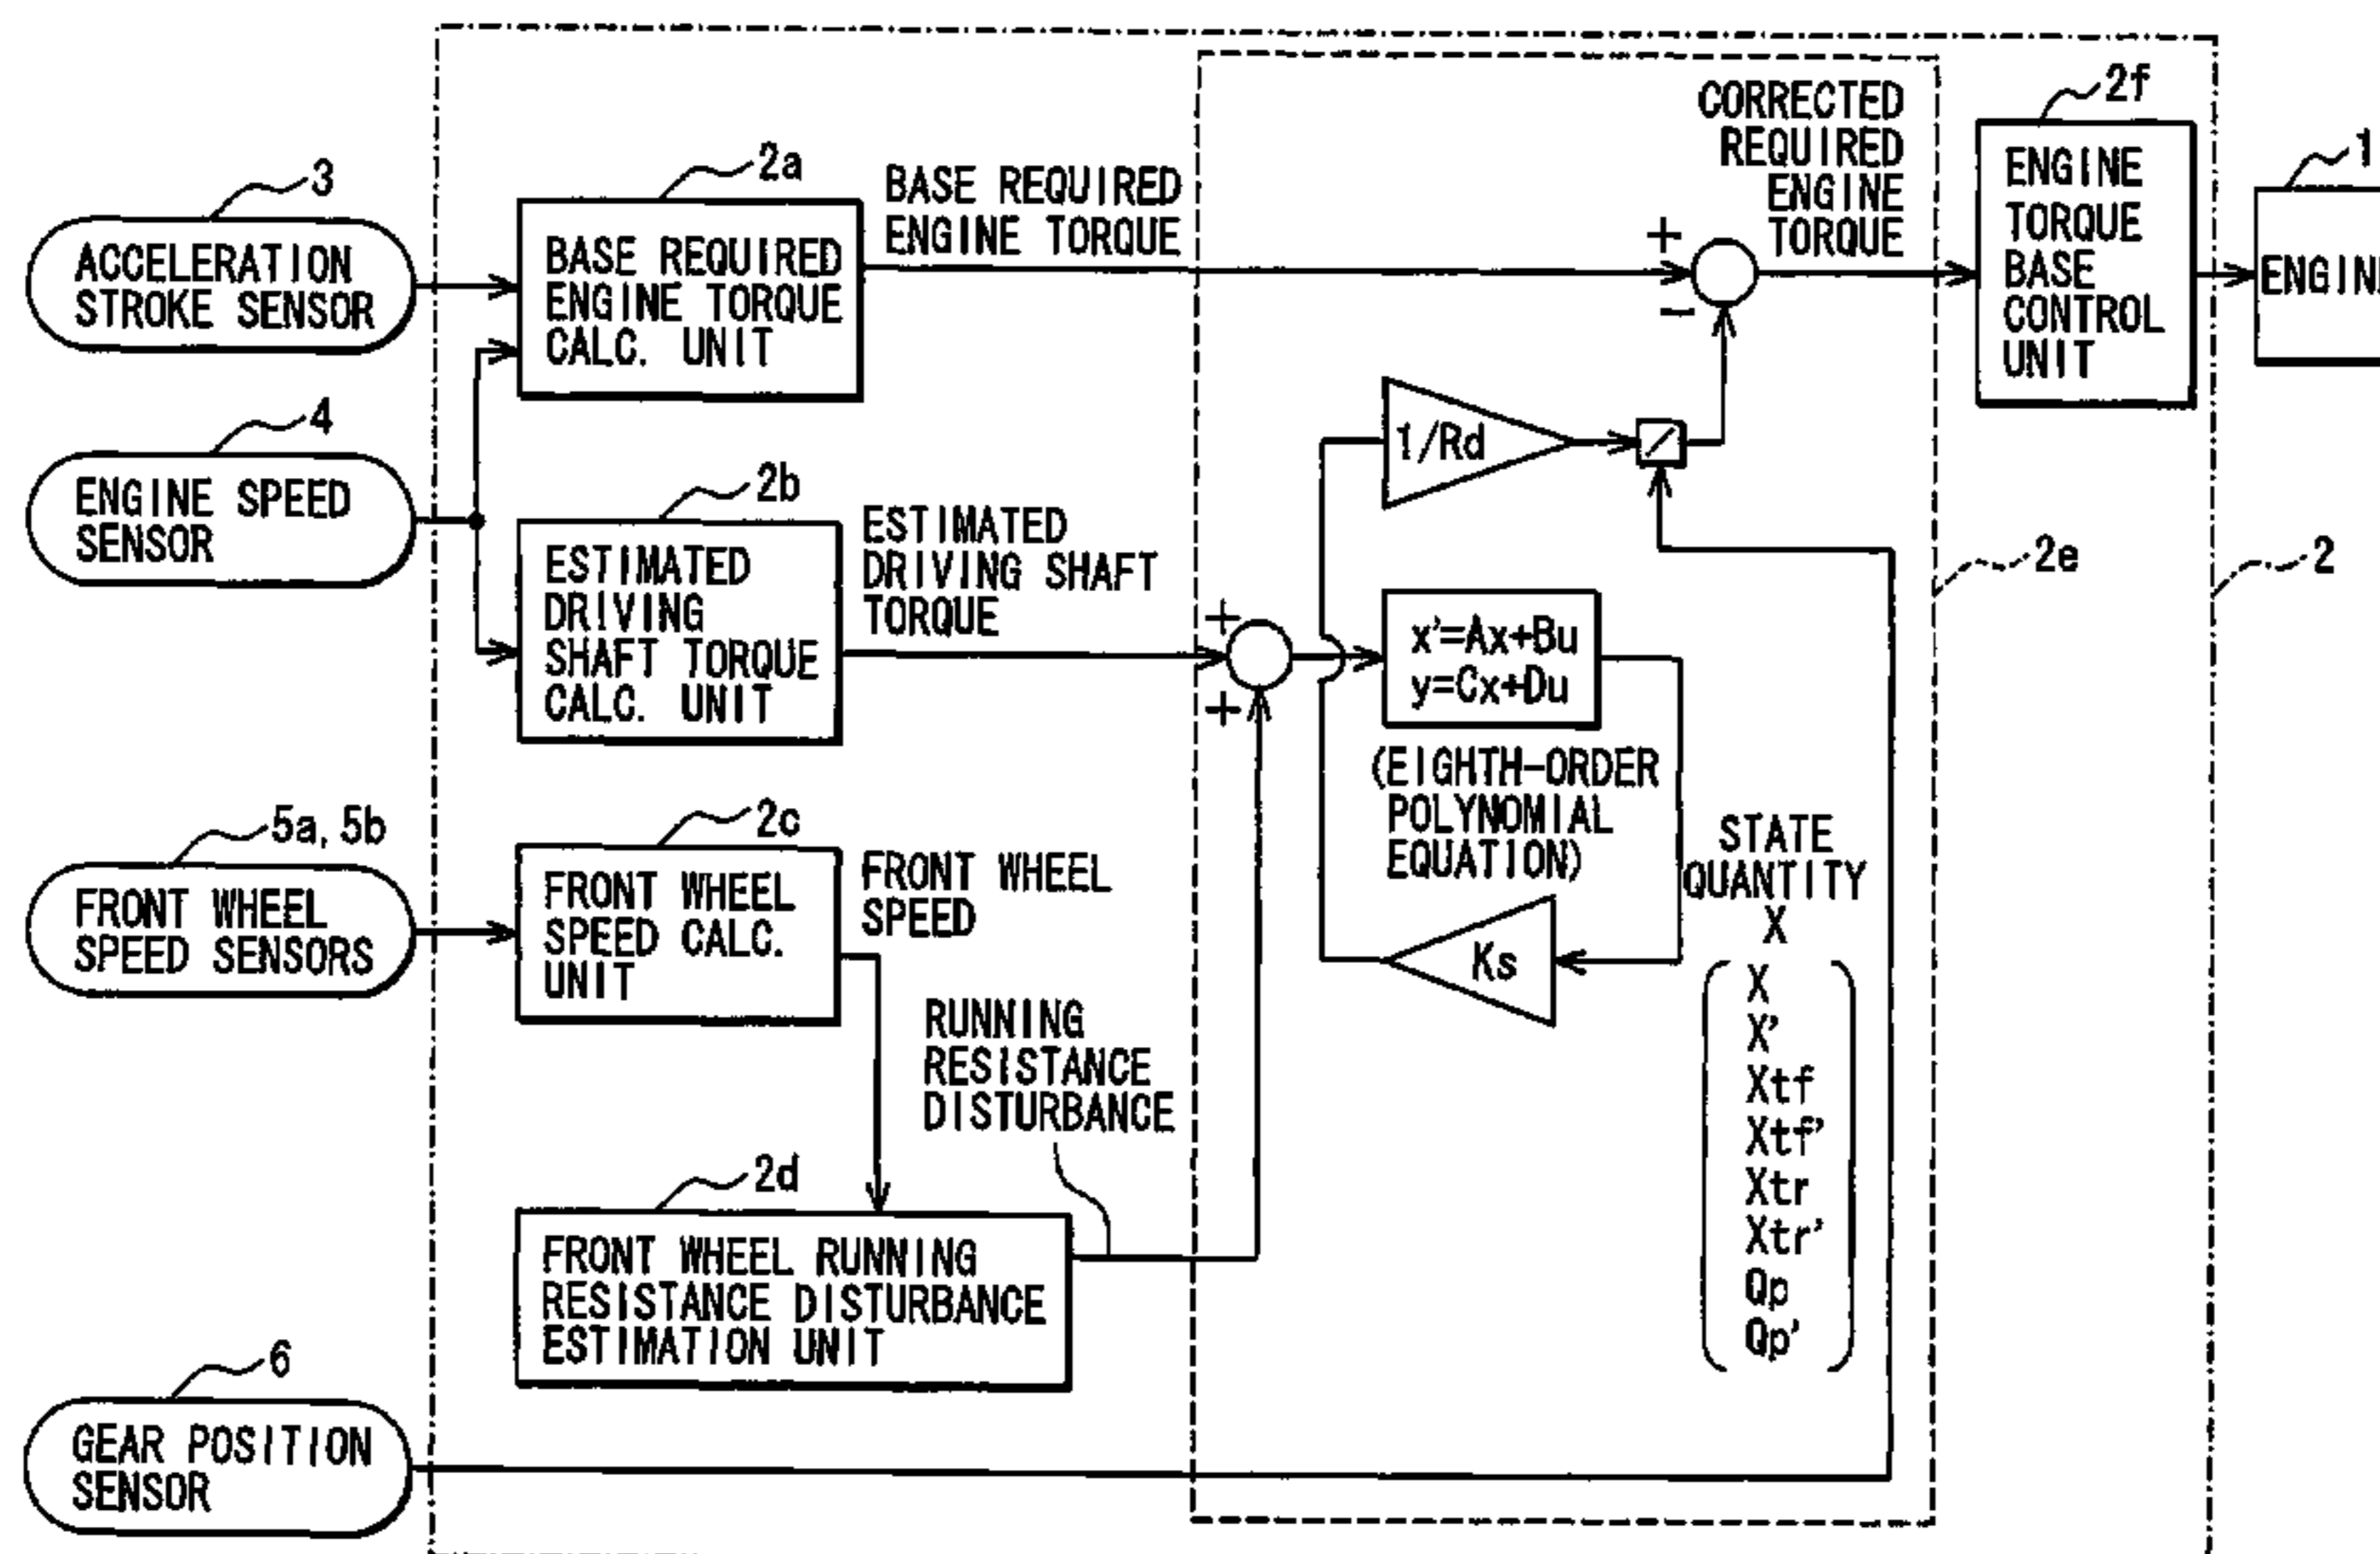 3
ACCELERATION
STROKE SENSOR
4
ENGINE SPEED
SENSOR
5a, 5b
FRONT WHEEL
SPEED SENSORS
6
GEAR POSITION
SENSOR
2a
BASE REQUIRED
ENGINE TORQUE
CALC. UNIT
BASE REQUIRED
ENGINE TORQUE
2b
ESTIMATED
DRIVING
SHAFT TORQUE
CALC. UNIT
ESTIMATED
DRIVING SHAFT
TORQUE
2c
FRONT WHEEL
SPEED CALC.
UNIT
FRONT WHEEL
SPEED
2d
FRONT WHEEL RUNNING
RESISTANCE DISTURBANCE
ESTIMATION UNIT
RUNNING
RESISTANCE
DISTURBANCE
+
+
x'=Ax+Bu
y=Cx+Du
(EIGHTH-ORDER
POLYNOMIAL
EQUATION)
Ks
1/Rd
STATE
QUANTITY
X
X
X'
Xtf
Xtf'
Xtr
Xtr'
Qp
Qp'
+
−
CORRECTED
REQUIRED
ENGINE
TORQUE
2e
2f
ENGINE
TORQUE
BASE
CONTROL
UNIT
2
1
ENGINE